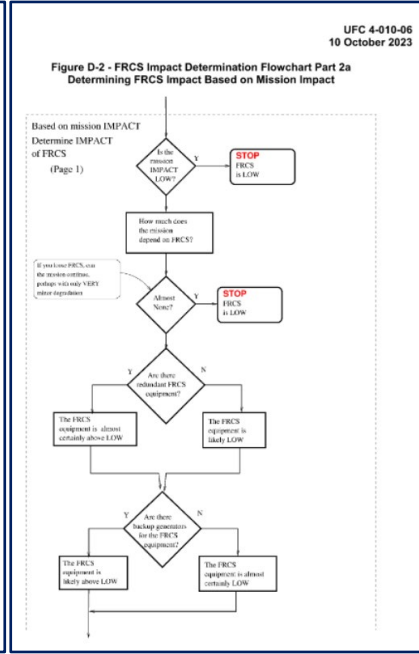 UFC 4-010-06
10 October 2023
Figure D-2 - FRCS Impact Determination Flowchart Part 2a
Determining FRCS Impact Based on Mission Impact
Based on mission IMPACT
Determine IMPACT
of FRCS
(Page 1)
Is the
mission
IMPACT
LOW?
Y
STOP
FRCS
is LOW
How much does
the mission
depend on FRCS?
If you loose FRCS, can
the mission continue,
perhaps with only VERY
minor degradation
Almost
None?
Y
STOP
FRCS
is LOW
Y
Are there
redundant FRCS
equipment?
N
The FRCS
equipment is almost
certainly above LOW
The FRCS
equipment is
likely LOW
Y
Are there
backup generators
for the FRCS
equipment?
N
The FRCS
equipment is
likely above LOW
The FRCS
equipment is almost
certainly LOW